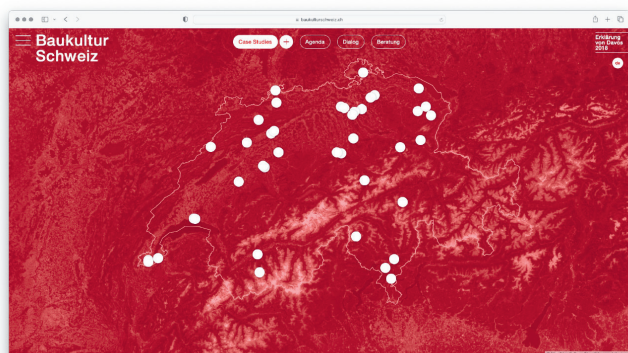 baukulturschweiz.ch
Baukultur
Schweiz
Case Studies
Agenda
Dialog
Beratung
Erklärung
von Davos
2018